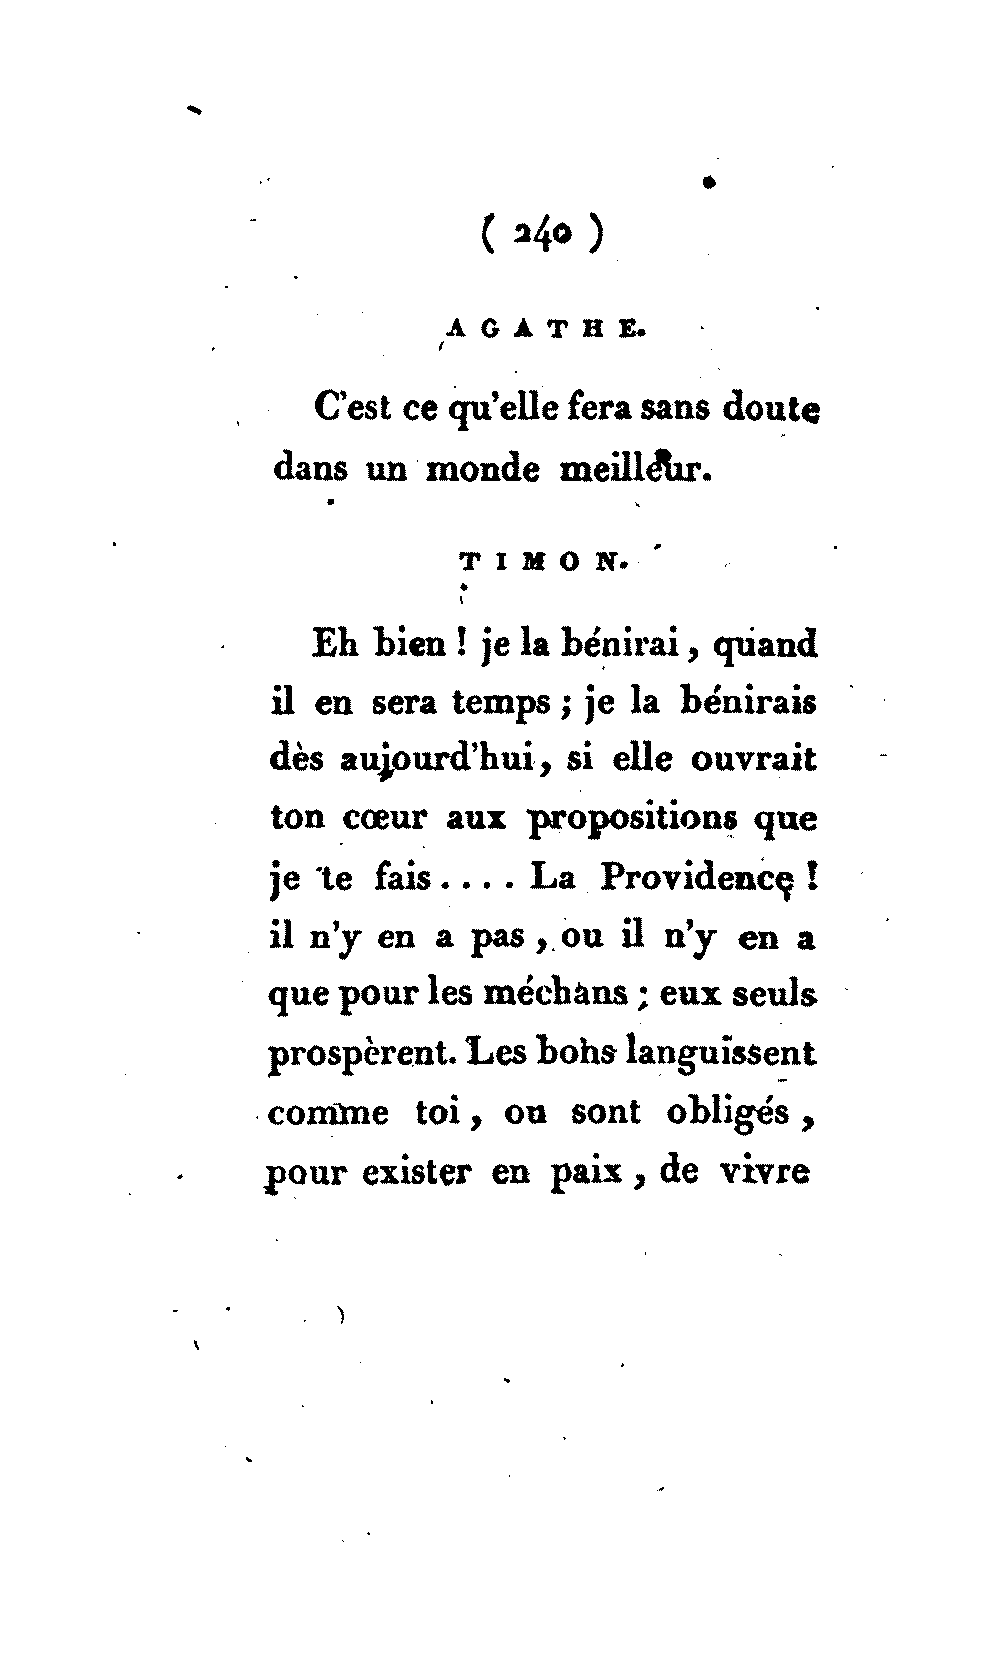 ( 240 )
AGATHE.
C'est ce qu'elle fera sans doute
dans un monde meilleur.
TIMON.
Eh bien ! je la bénirai, quand
il en sera temps ; je la bénirais
dès aujourd'hui, si elle ouvrait
ton cœur aux propositions que
je te fais.... La Providence !
il n'y en a pas, ou il n'y en a
que pour les méchans ; eux seuls
prospèrent. Les bons languissent
comme toi, ou sont obligés,
pour exister en paix, de vivre